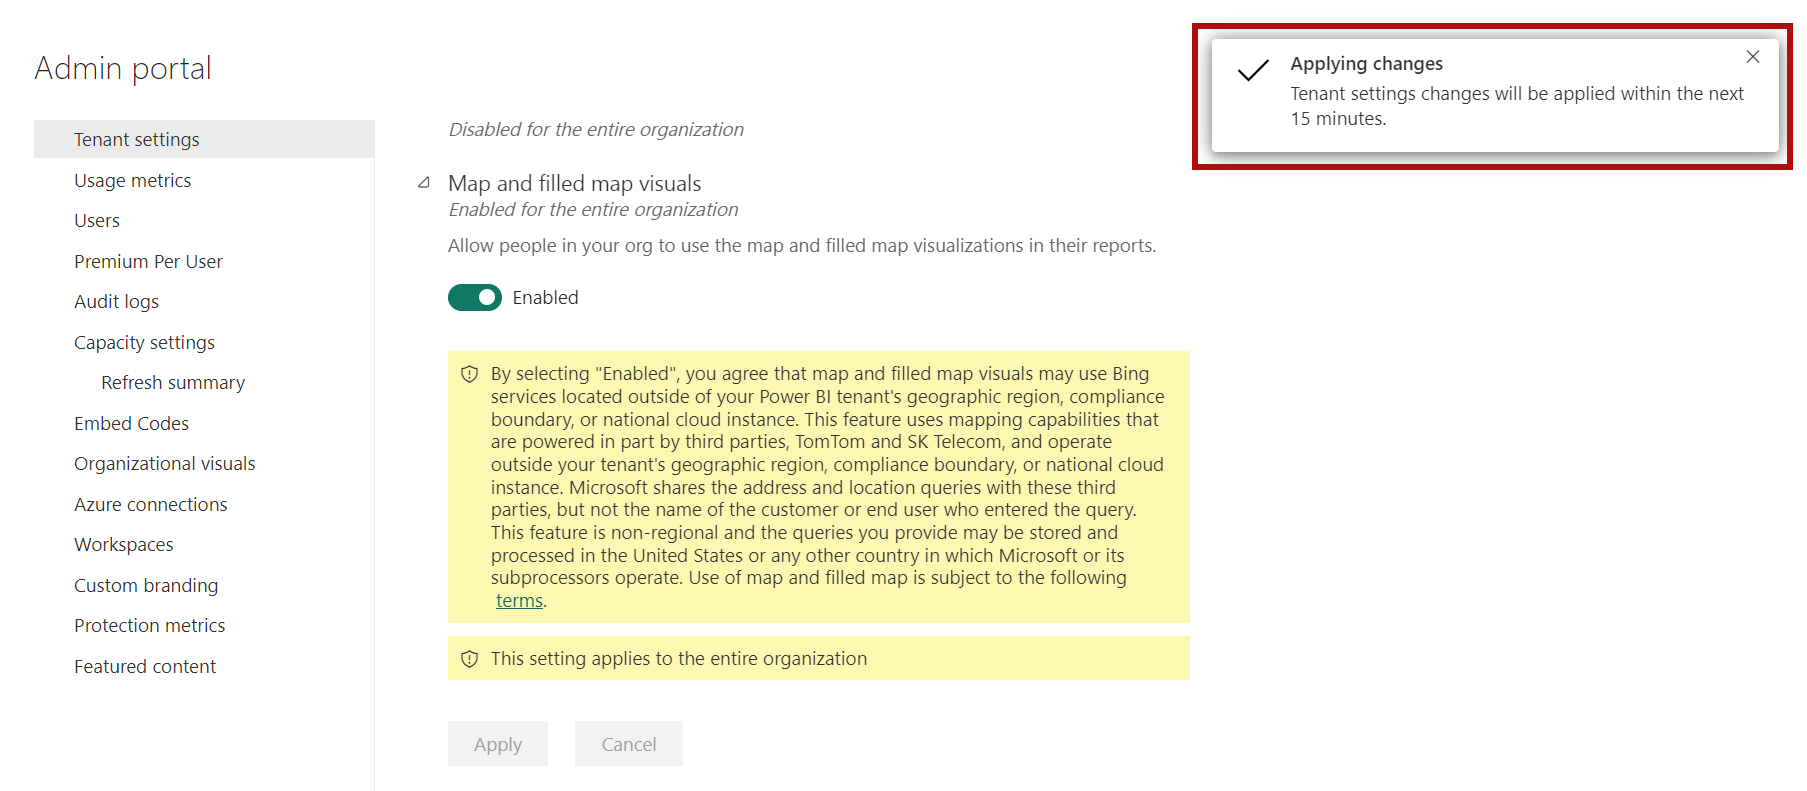 Admin portal
Tenant settings
Usage metrics
Users
Premium Per User
Audit logs
Capacity settings
Refresh summary
Embed Codes
Organizational visuals
Azure connections
Workspaces
Custom branding
Protection metrics
Featured content
Disabled for the entire organization
Map and filled map visuals
Enabled for the entire organization
Allow people in your org to use the map and filled map visualizations in their reports.
Enabled
By selecting "Enabled", you agree that map and filled map visuals may use Bing
services located outside of your Power BI tenant's geographic region, compliance
boundary, or national cloud instance. This feature uses mapping capabilities that
are powered in part by third parties, TomTom and SK Telecom, and operate
outside your tenant's geographic region, compliance boundary, or national cloud
instance. Microsoft shares the address and location queries with these third
parties, but not the name of the customer or end user who entered the query.
This feature is non-regional and the queries you provide may be stored and
processed in the United States or any other country in which Microsoft or its
subprocessors operate. Use of map and filled map is subject to the following
terms.
This setting applies to the entire organization
Apply
Cancel
Applying changes
Tenant settings changes will be applied within the next
15 minutes.